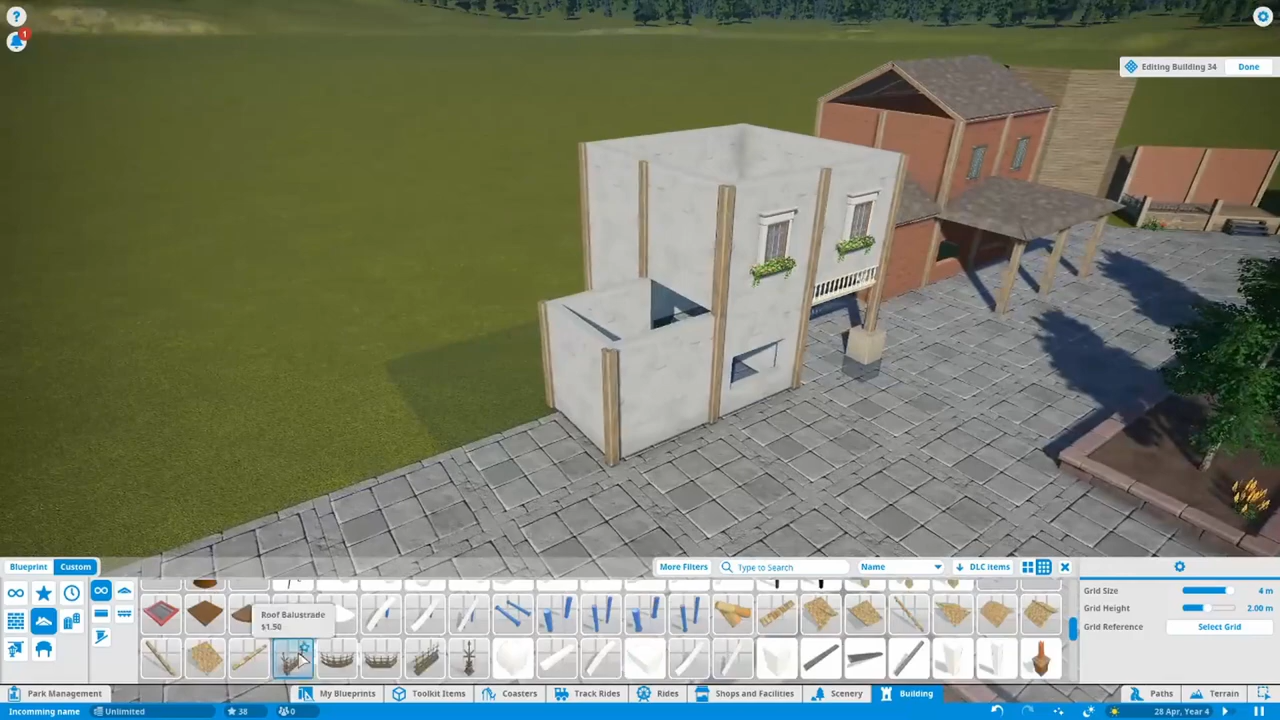 ?
1
Editing Building 34 Done
Blueprint Custom
More Filters Type to Search Name DLC items
Roof Balustrade
$1.50
Grid Size 4 m
Grid Height 2.00 m
Grid Reference Select Grid
Park Management My Blueprints Toolkit Items Coasters Track Rides Rides Shops and Facilities Scenery Building Paths Terrain
Incoming name Unlimited 38 0 28 Apr, Year 4